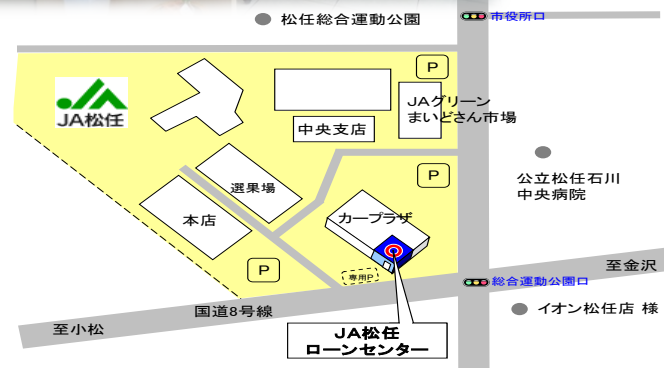 松任総合運動公園
市役所口
P
JA松任
JAグリーン
まいどさん市場
中央支店
公立松任石川
中央病院
P
選果場
本店
カープラザ
P
専用P
至金沢
総合運動公園口
国道8号線
イオン松任店 様
至小松
JA松任
ローンセンター